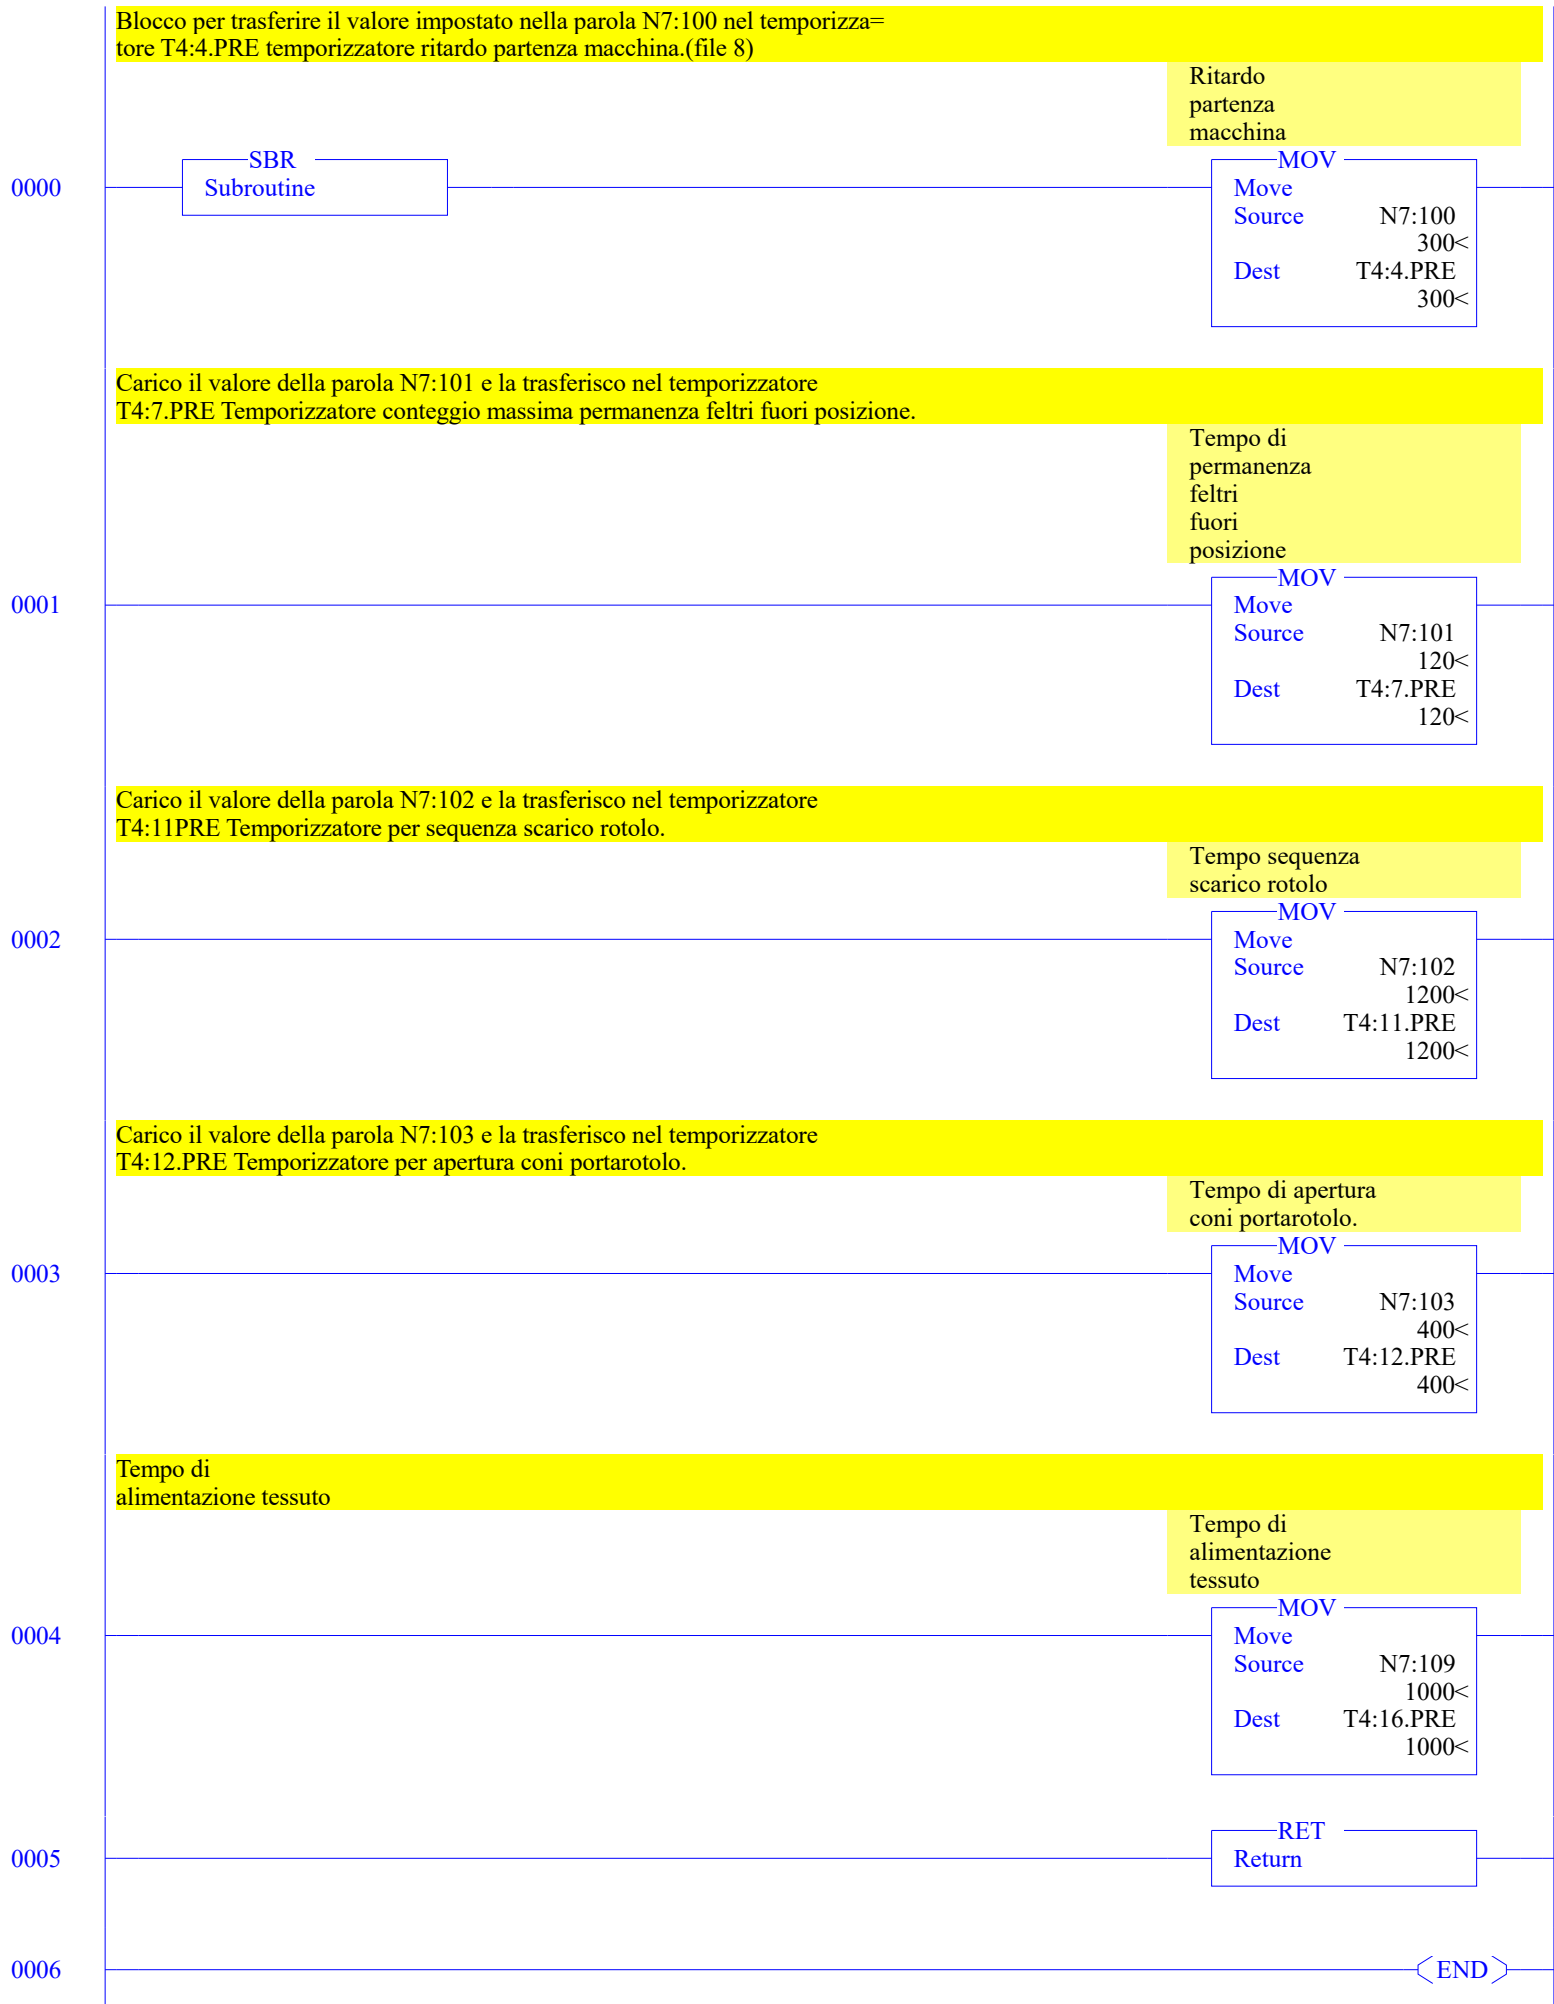 Blocco per trasferire il valore impostato nella parola N7:100 nel temporizza=
tore T4:4.PRE temporizzatore ritardo partenza macchina.(file 8)
Ritardo
partenza
macchina
SBR
MOV
0000
Subroutine
Move
Source N7:100
300<
Dest T4:4.PRE
300<
Carico il valore della parola N7:101 e la trasferisco nel temporizzatore
T4:7.PRE Temporizzatore conteggio massima permanenza feltri fuori posizione.
Tempo di
permanenza
feltri
fuori
posizione
MOV
0001
Move
Source N7:101
120<
Dest T4:7.PRE
120<
Carico il valore della parola N7:102 e la trasferisco nel temporizzatore
T4:11PRE Temporizzatore per sequenza scarico rotolo.
Tempo sequenza
scarico rotolo
MOV
0002
Move
Source N7:102
1200<
Dest T4:11.PRE
1200<
Carico il valore della parola N7:103 e la trasferisco nel temporizzatore
T4:12.PRE Temporizzatore per apertura coni portarotolo.
Tempo di apertura
coni portarotolo.
MOV
0003
Move
Source N7:103
400<
Dest T4:12.PRE
400<
Tempo di
alimentazione tessuto
Tempo di
alimentazione
tessuto
MOV
0004
Move
Source N7:109
1000<
Dest T4:16.PRE
1000<
RET
0005
Return
0006
END